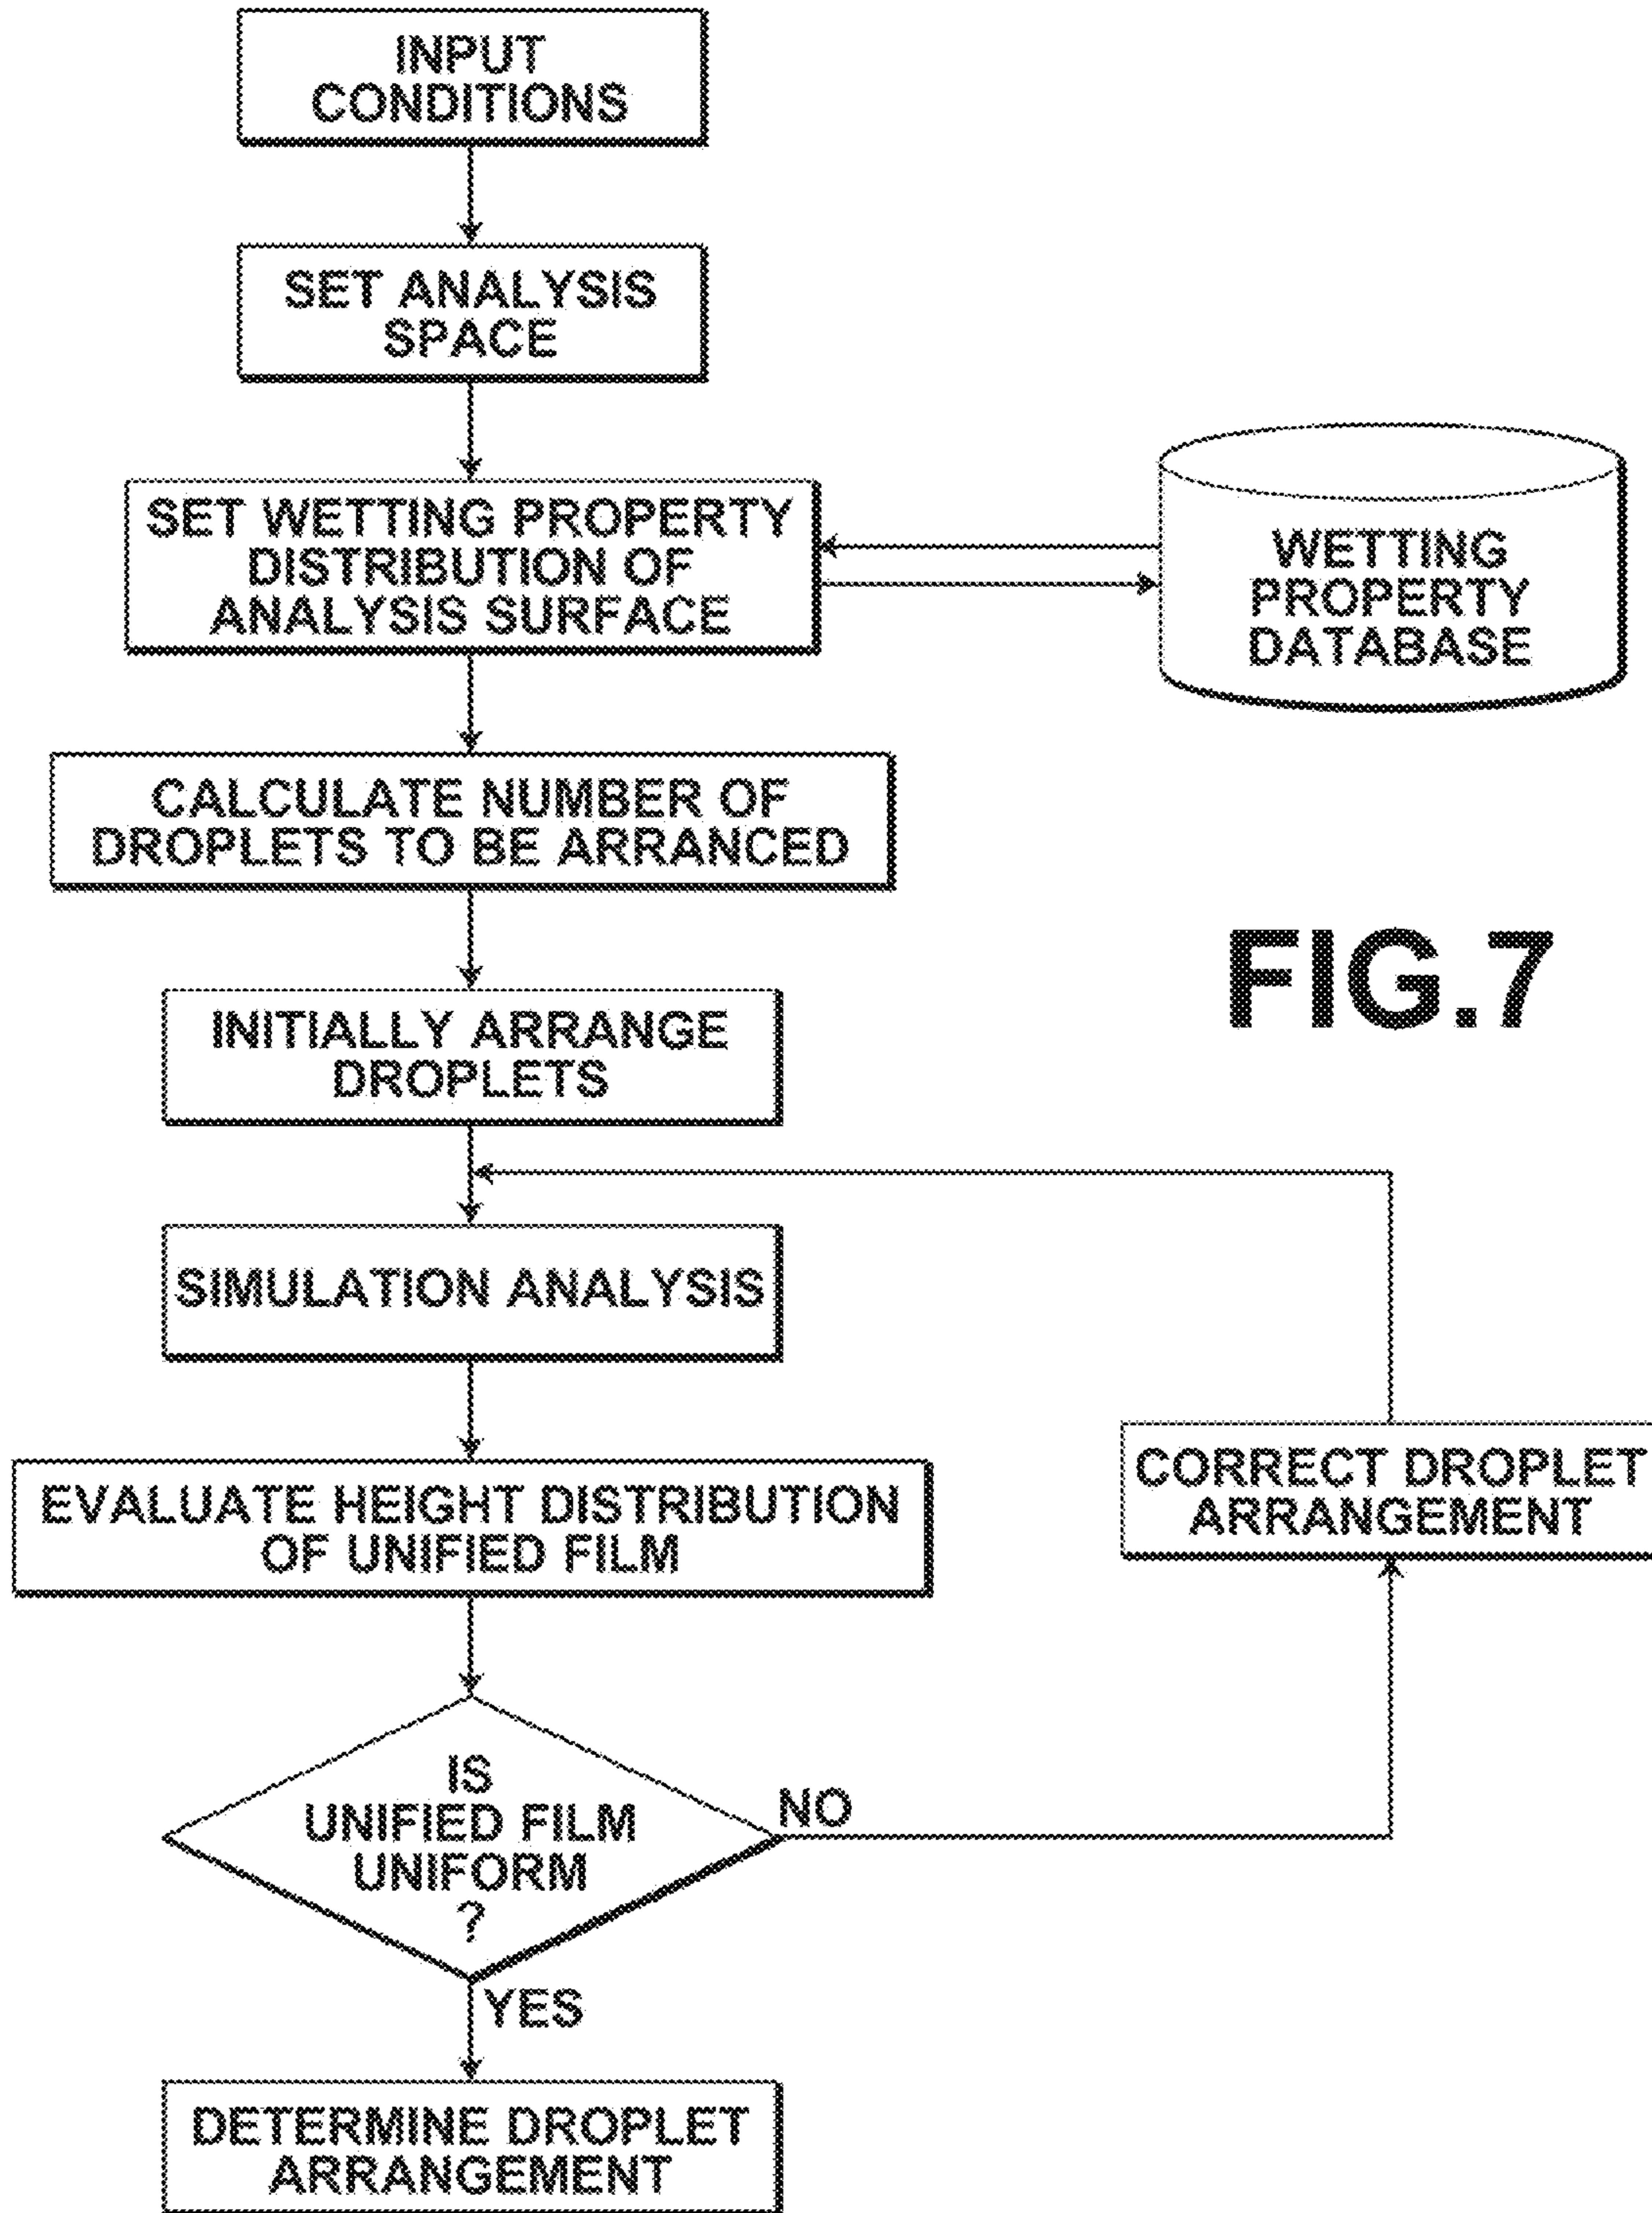 INPUT
CONDITIONS
SET ANALYSIS
SPACE
SET WETTING PROPERTY
DISTRIBUTION OF
ANALYSIS SURFACE
WETTING
PROPERTY
DATABASE
CALCULATE NUMBER OF
DROPLETS TO BE ARRANCED
FIG.7
INITIALLY ARRANGE
DROPLETS
SIMULATION ANALYSIS
EVALUATE HEIGHT DISTRIBUTION
OF UNIFIED FILM
CORRECT DROPLET
ARRANGEMENT
IS
UNIFIED FILM
UNIFORM
?
NO
YES
DETERMINE DROPLET
ARRANGEMENT